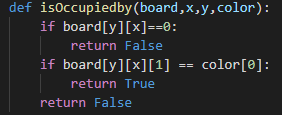 def isOccupiedby(board,x,y,color):
    if board[y][x]==0:
        return False
    if board[y][x][1] == color[0]:
        return True
    return False